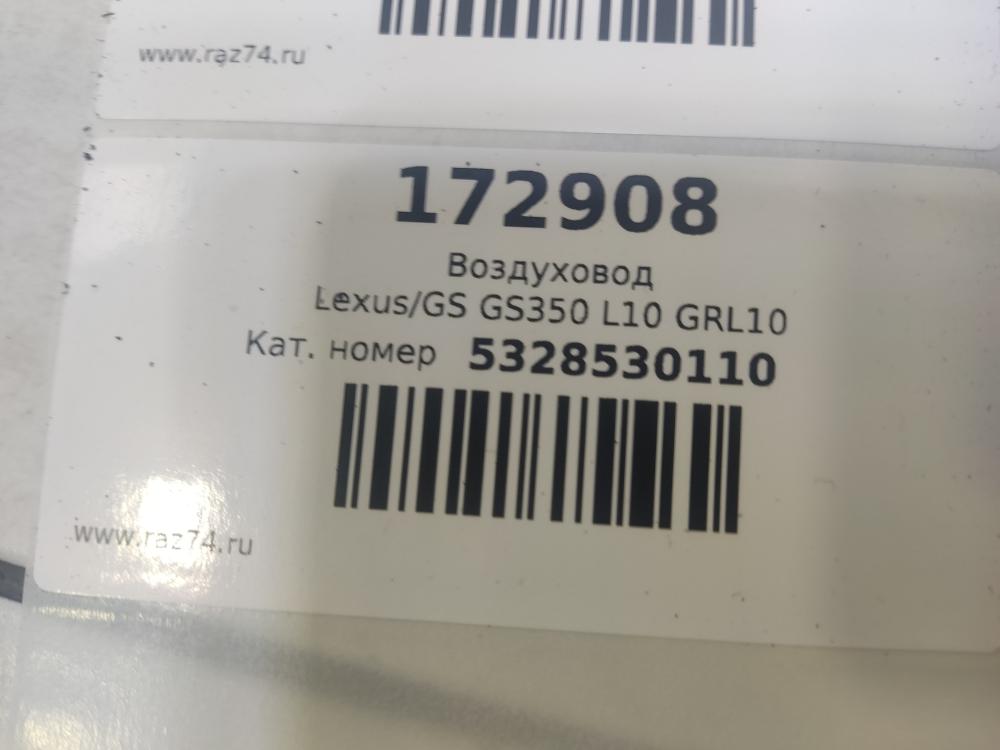 www.raz74.ru
172908
Воздуховод
Lexus/GS GS350 L10 GRL10
Кат. номер 5328530110
www.raz74.ru